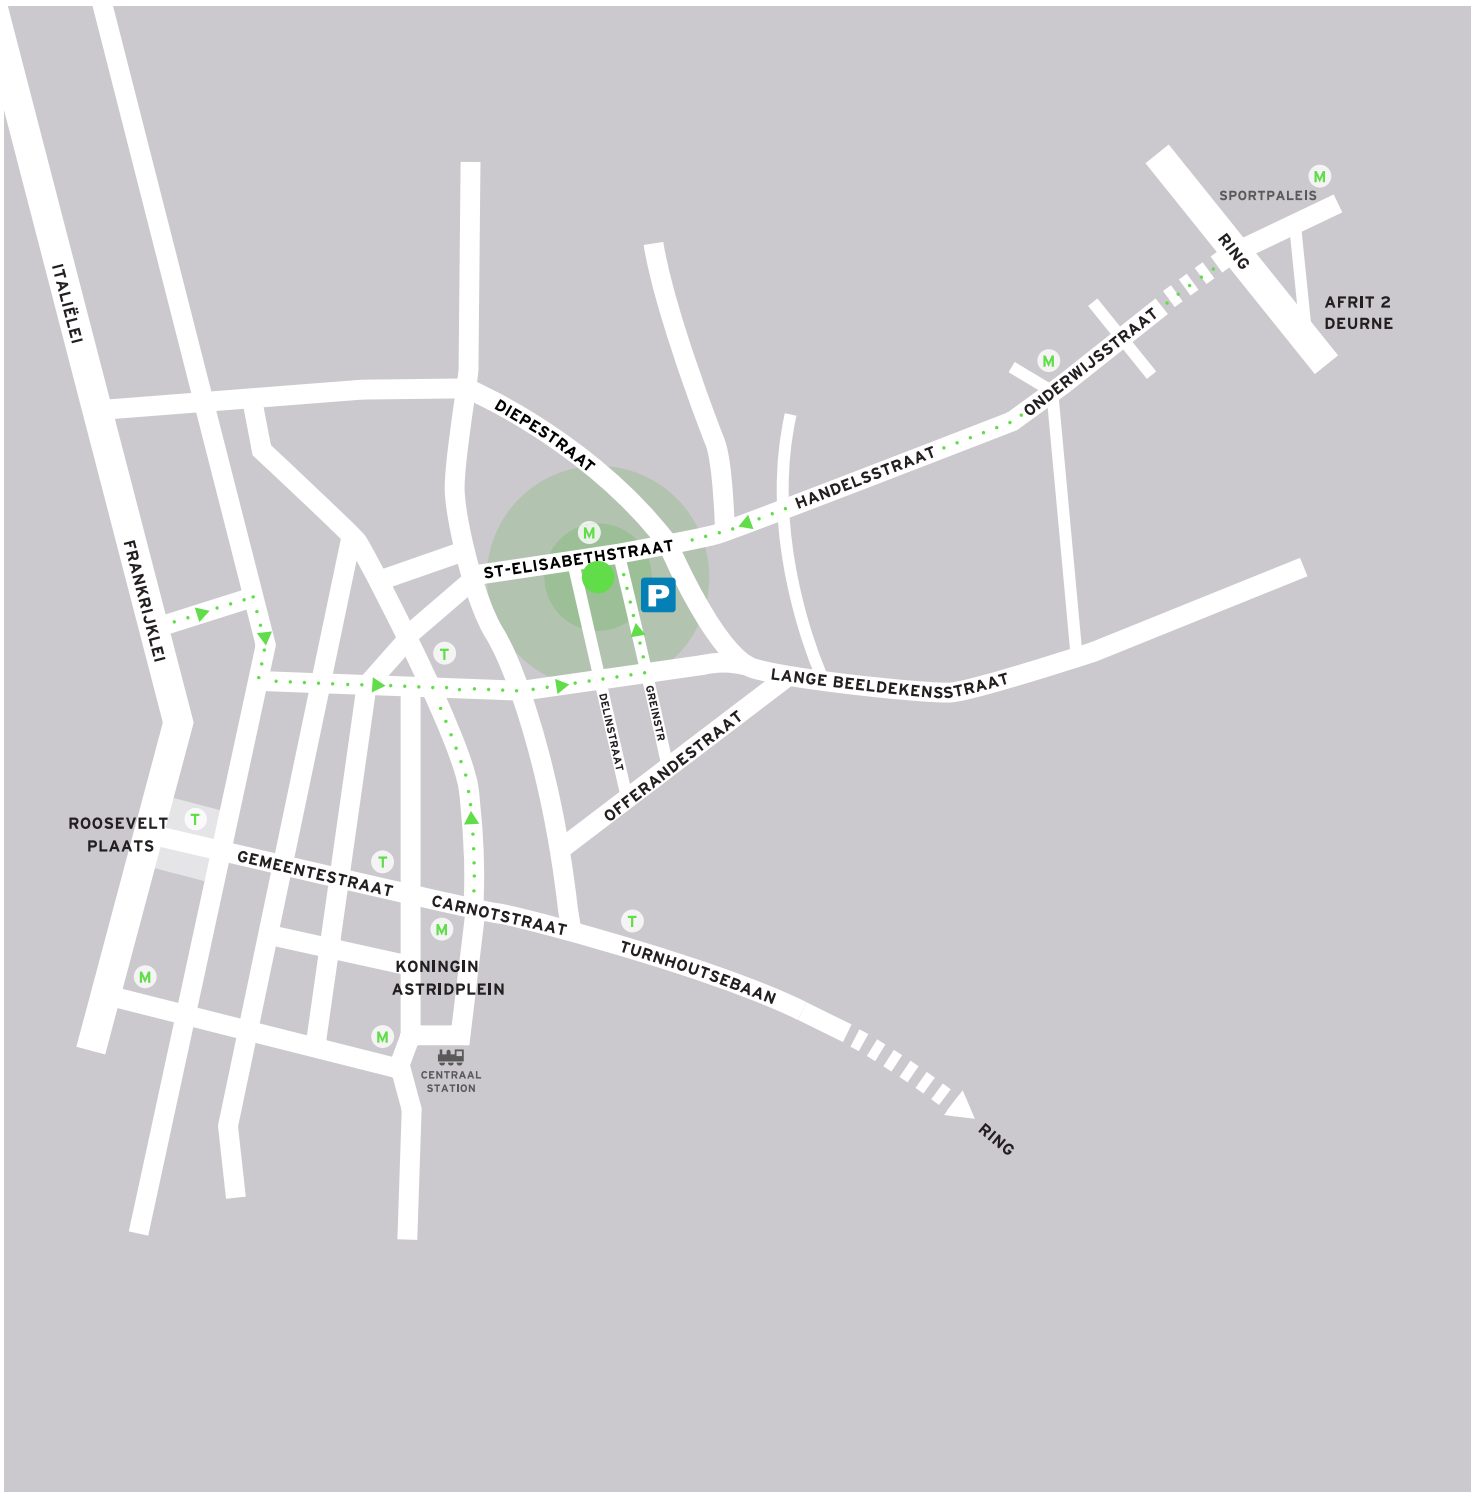 M
SPORTPALEIS
RING
AFRIT 2
DEURNE
ITALIËLEI
ONDERWIJSSTRAAT
M
DIEPESTRAAT
HANDELSSTRAAT
M
ST-ELISABETHSTRAAT
P
FRANKRIJKLEI
T
LANGE BEELDEKENSSTRAAT
DELINSTRAAT
GREINSTR
OFFERANDESTRAAT
ROOSEVELT
PLAATS
T
GEMEENTESTRAAT
T
CARNOTSTRAAT
M
T
TURNHOUTSEBAAN
KONINGIN
ASTRIDPLEIN
M
M
CENTRAAL
STATION
RING